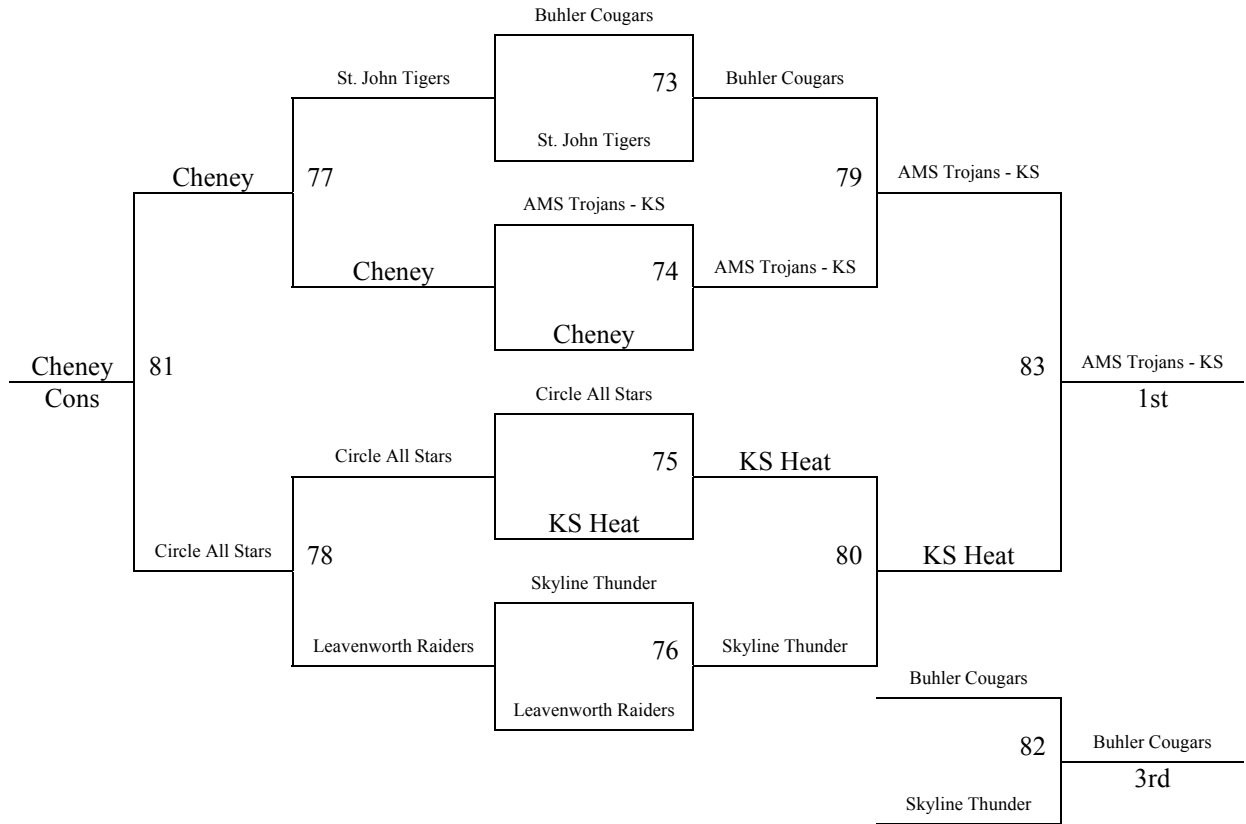 Buhler Cougars
St. John Tigers
73
Buhler Cougars
St. John Tigers
Cheney
77
79
AMS Trojans - KS
AMS Trojans - KS
Cheney
74
AMS Trojans - KS
Cheney
Cheney
81
83
AMS Trojans - KS
Cons
1st
Circle All Stars
Circle All Stars
75
KS Heat
KS Heat
Circle All Stars
78
80
KS Heat
Skyline Thunder
Leavenworth Raiders
76
Skyline Thunder
Buhler Cougars
Leavenworth Raiders
82
Buhler Cougars
3rd
Skyline Thunder